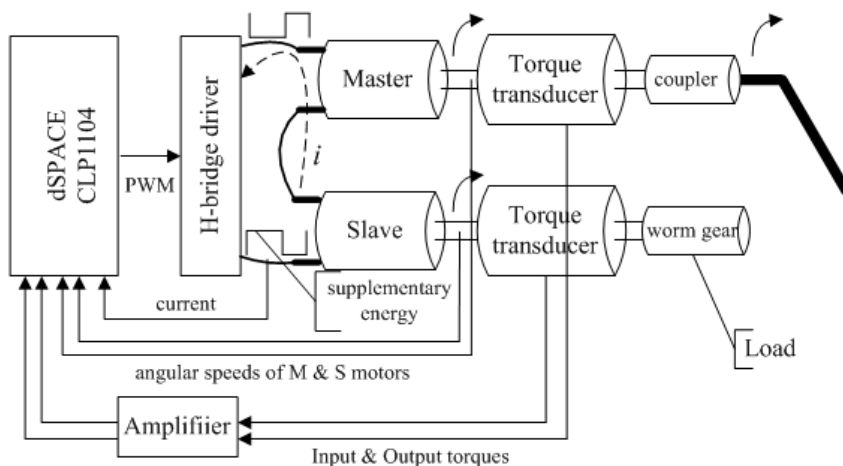 dSPACE
CLP1104
PWM
H-bridge driver
i
Master
Torque
transducer
coupler
Slave
Torque
transducer
worm gear
supplementary
energy
current
Load
angular speeds of M & S motors
Amplifiier
Input & Output torques